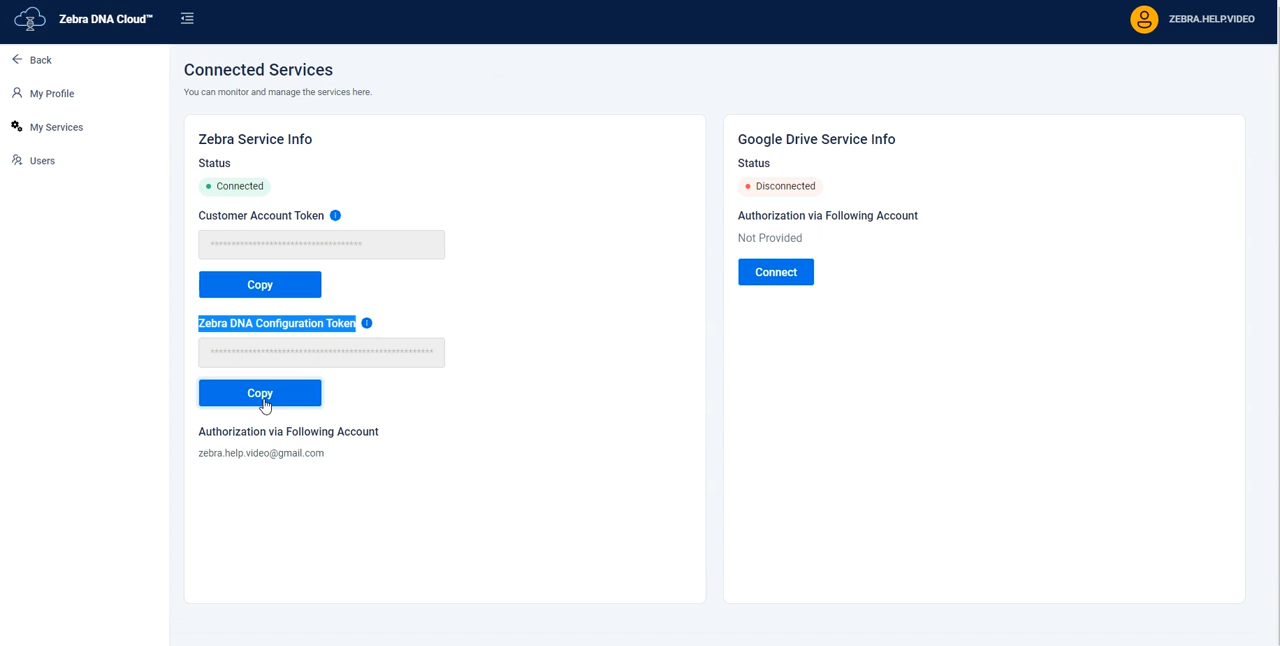 Zebra DNA Cloud™
ZEBRA.HELP.VIDEO
Back
My Profile
My Services
Users
Connected Services
You can monitor and manage the services here.
Zebra Service Info
Status
Connected
Customer Account Token
************************************
Copy
Zebra DNA Configuration Token
*****************************************************
Copy
Authorization via Following Account
zebra.help.video@gmail.com
Google Drive Service Info
Status
Disconnected
Authorization via Following Account
Not Provided
Connect